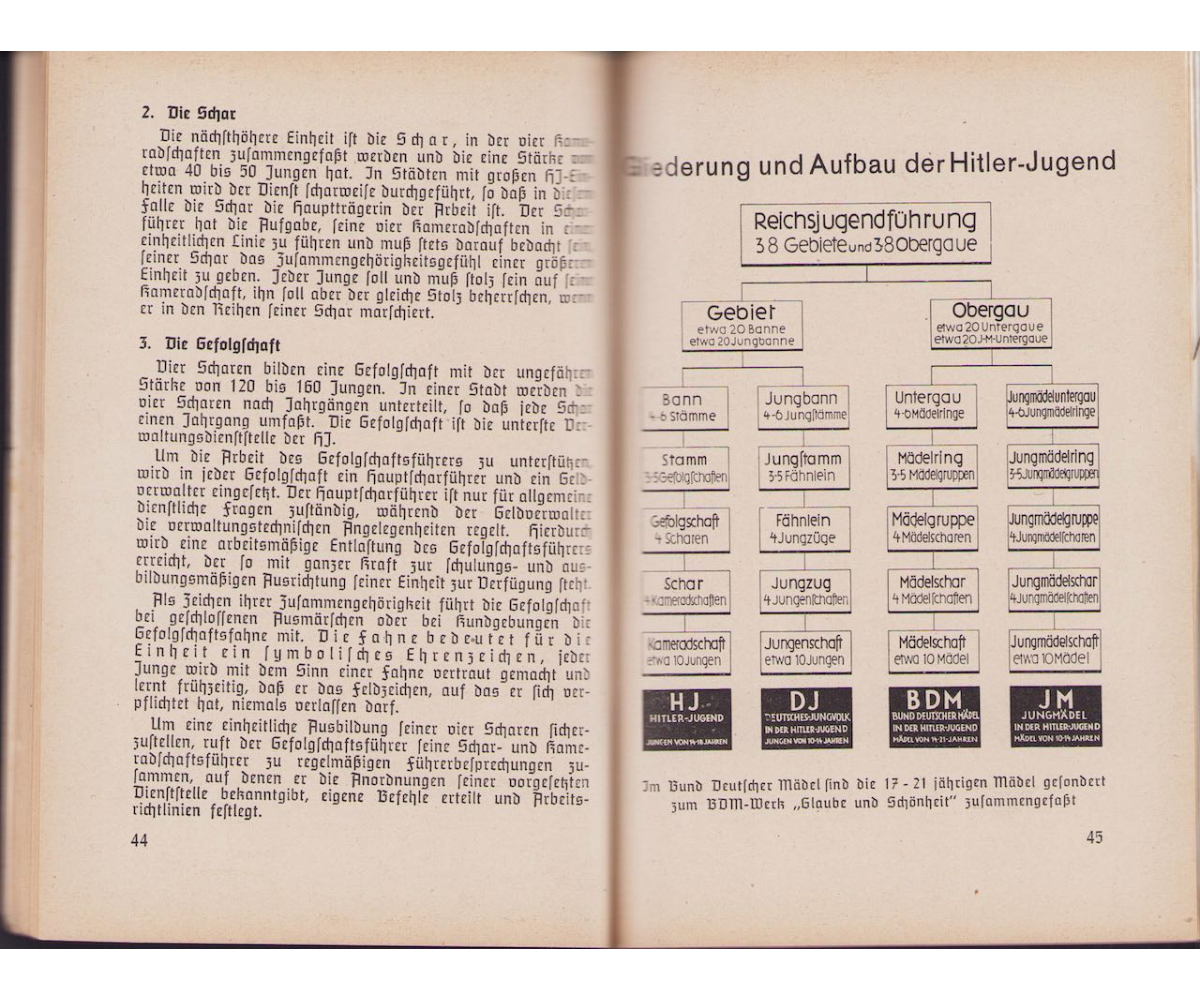 2. Die Schar
Die nächsthöhere Einheit ist die Schar, in der vier Kame-
radschaften zusammengefaßt werden und die eine Stärke von
etwa 40 bis 50 Jungen hat. In Städten mit großen HJ-Ein-
heiten wird der Dienst scharweise durchgeführt, so daß in diesem
Falle die Schar die Hauptträgerin der Arbeit ist. Der Schar-
führer hat die Aufgabe, seine vier Kameradschaften in einer
einheitlichen Linie zu führen und muß stets darauf bedacht sein,
seiner Schar das Zusammengehörigkeitsgefühl einer größeren
Einheit zu geben. Jeder Junge soll und muß stolz sein auf seine
Kameradschaft, ihn soll aber der gleiche Stolz beherrschen, wenn
er in den Reihen seiner Schar marschiert.
3. Die Gefolgschaft
Vier Scharen bilden eine Gefolgschaft mit der ungefähren
Stärke von 120 bis 160 Jungen. In einer Stadt werden die
vier Scharen nach Jahrgängen unterteilt, so daß jede Schar
einen Jahrgang umfaßt. Die Gefolgschaft ist die unterste Ver-
waltungsdienststelle der HJ.
Um die Arbeit des Gefolgschaftsführers zu unterstützen,
wird in jeder Gefolgschaft ein Hauptscharführer und ein Geld-
verwalter eingesetzt. Der Hauptscharführer ist nur für allgemeine
dienstliche Fragen zuständig, während der Geldverwalter
die verwaltungstechnischen Angelegenheiten regelt. Hierdurch
wird eine arbeitsmäßige Entlastung des Gefolgschaftsführers
erreicht, der so mit ganzer Kraft zur schulungs- und aus-
bildungsmäßigen Ausrichtung seiner Einheit zur Verfügung steht.
Als Zeichen ihrer Zusammengehörigkeit führt die Gefolgschaft
bei geschlossenen Ausmärschen oder bei Kundgebungen die
Gefolgschaftsfahne mit. Die Fahne bedeutet für die
Einheit ein symbolisches Ehrenzeichen, jeder
Junge wird mit dem Sinn einer Fahne vertraut gemacht und
lernt frühzeitig, daß er das Feldzeichen, auf das er sich ver-
pflichtet hat, niemals verlassen darf.
Um eine einheitliche Ausbildung seiner vier Scharen sicher-
zustellen, ruft der Gefolgschaftsführer seine Schar- und Kame-
radschaftsführer zu regelmäßigen Führerbesprechungen zu-
sammen, auf denen er die Anordnungen seiner vorgesetzten
Dienststelle bekanntgibt, eigene Befehle erteilt und Arbeits-
richtlinien festlegt.
44
Gliederung und Aufbau der Hitler-Jugend
Reichsjugendführung
38 Gebiete und 38 Obergaue
Gebiet
etwa 20 Banne
etwa 20 Jungbanne
Obergau
etwa 20 Untergaue
etwa 20 J-M-Untergaue
Bann
4-6 Stämme
Jungbann
4-6 Jungstämme
Untergau
4-6 Mädelringe
Jungmädeluntergau
4-6 Jungmädelringe
Stamm
3-5 Gefolgschaften
Jungstamm
3-5 Fähnlein
Mädelring
3-5 Mädelgruppen
Jungmädelring
3-5 Jungmädelgruppen
Gefolgschaft
4 Scharen
Fähnlein
4 Jungzüge
Mädelgruppe
4 Mädelscharen
Jungmädelgruppe
4 Jungmädelscharen
Schar
4 Kameradschaften
Jungzug
4 Jungenschaften
Mädelschar
4 Mädelschaften
Jungmädelschar
4 Jungmädelschaften
Kameradschaft
etwa 10 Jungen
Jungenschaft
etwa 10 Jungen
Mädelschaft
etwa 10 Mädel
Jungmädelschaft
etwa 10 Mädel
HJ
HITLER-JUGEND
JUNGEN VON 14-18 JAHREN
DJ
DEUTSCHES-JUNGVOLK
IN DER HITLER-JUGEND
JUNGEN VON 10-14 JAHREN
BDM
BUND DEUTSCHER MÄDEL
IN DER HITLER-JUGEND
MÄDEL VON 14-21-JAHREN
JM
JUNGMÄDEL
IN DER HITLER-JUGEND
MÄDEL VON 10-14 JAHREN
Im Bund Deutscher Mädel sind die 17 - 21 jährigen Mädel gesondert
zum BDM-Werk „Glaube und Schönheit“ zusammengefaßt
45